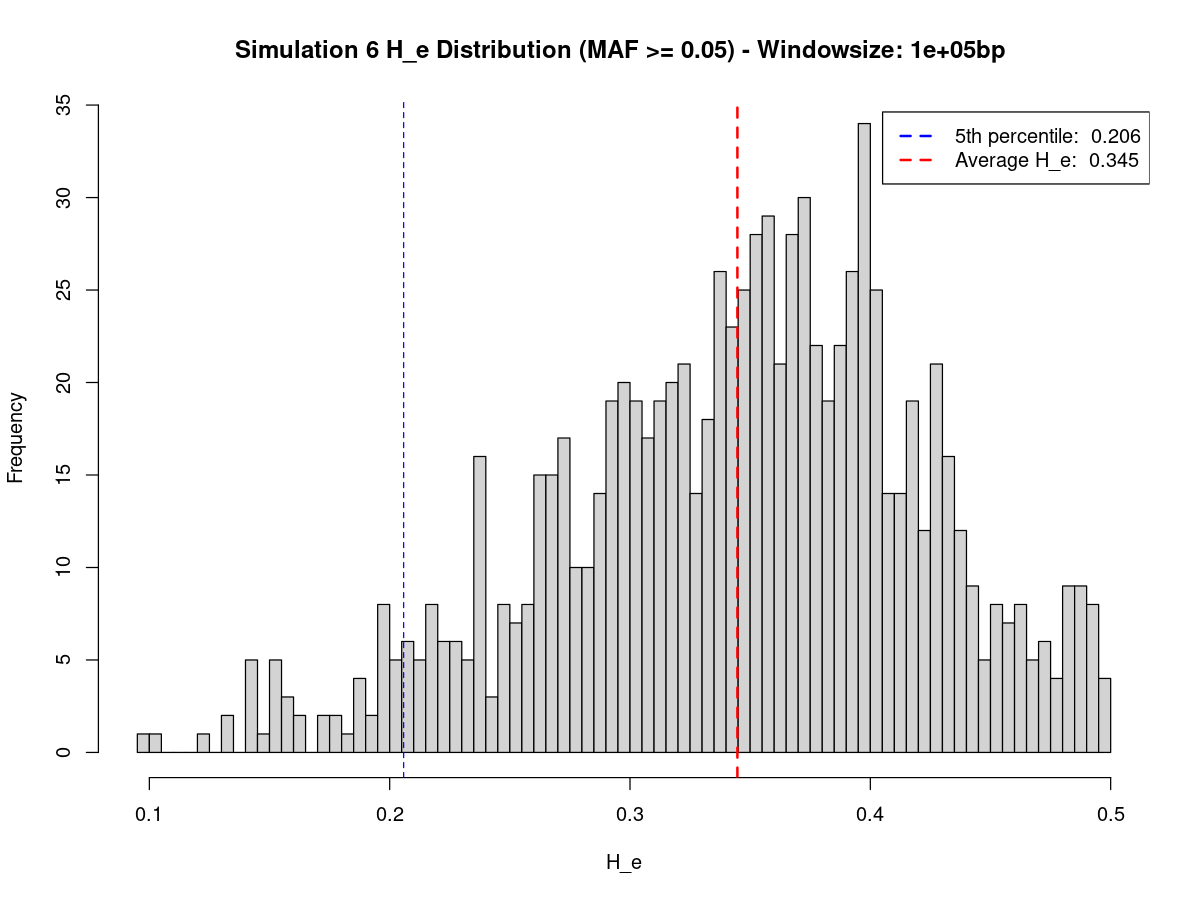 Simulation 6 H_e Distribution (MAF >= 0.05) - Windowsize: 1e+05bp
35
30
25
20
15
10
5
0
Frequency
5th percentile: 0.206
Average H_e: 0.345
0.1 0.2 0.3 0.4 0.5
H_e